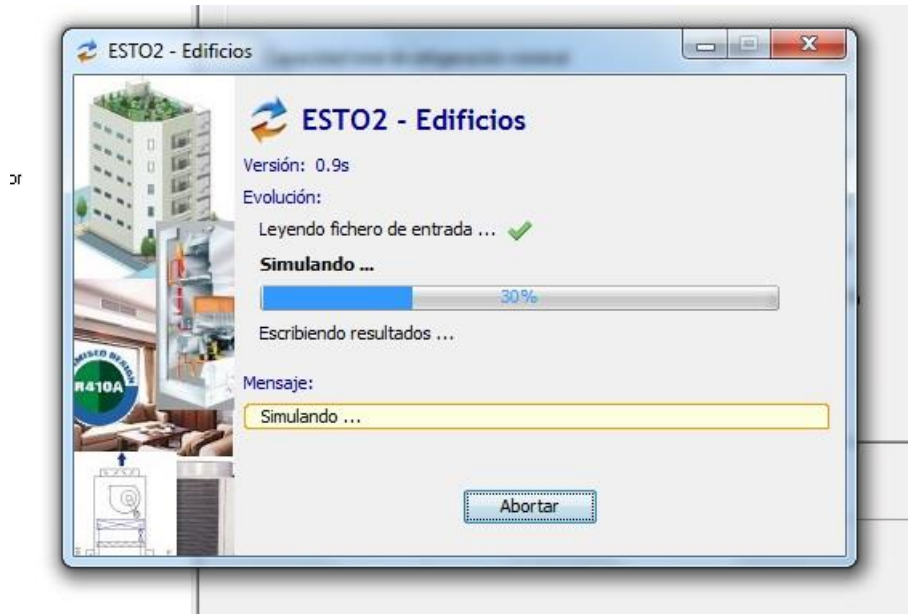 ESTO2 - Edificios
or
ESTO2 - Edificios
Versión: 0.9s
Evolución:
Leyendo fichero de entrada ...
Simulando ...
30%
Escribiendo resultados ...
R410A
Mensaje:
Simulando ...
Abortar